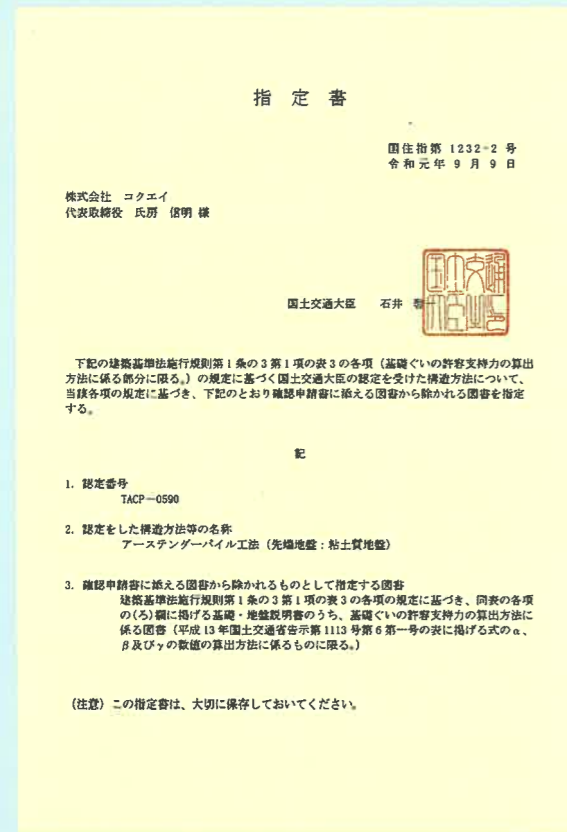 指定書
国住指第 1232-2 号
令和元年 9 月 9 日
株式会社 コクエイ
代表取締役 氏房 信明 様
国土交通大臣 石井 啓一
下記の建築基準法施行規則第1条の3第1項の表3の各項(基礎ぐいの許容支持力の算出
方法に係る部分に限る。)の規定に基づく国土交通大臣の認定を受けた構造方法について、
当該各項の規定に基づき、下記のとおり確認申請書に添える図書から除かれる図書を指定
する。
記
1. 認定番号
TACP-0590
2. 認定をした構造方法等の名称
アーステンダーパイル工法(先端地盤:粘土質地盤)
3. 確認申請書に添える図書から除かれるものとして指定する図書
建築基準法施行規則第1条の3第1項の表3の各項の規定に基づき、同表の各項
の(ろ)欄に掲げる基礎・地盤説明書のうち、基礎ぐいの許容支持力の算出方法に
係る図書(平成13年国土交通省告示第1113号第6第一号の表に掲げる式のα、
β及びγの数値の算出方法に係るものに限る。)
(注意)この指定書は、大切に保存しておいてください。